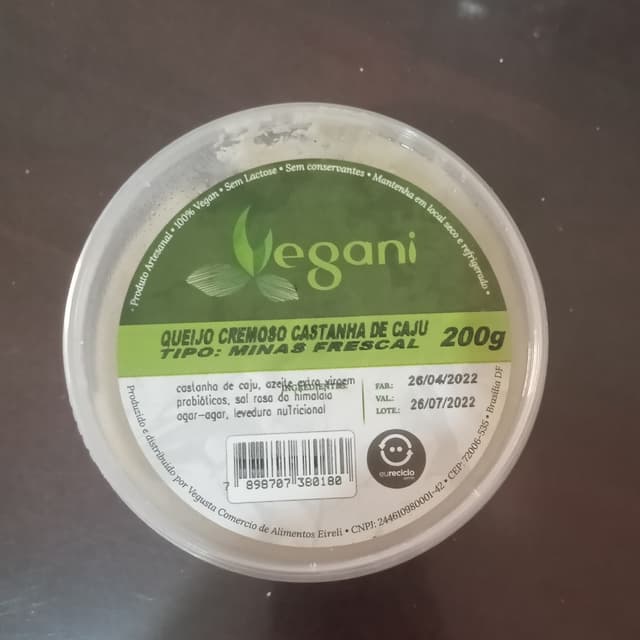 • Produto Artesanal • 100% Vegan • Sem Lactose • Sem conservantes • Mantenha em local seco e refrigerado •
Vegani
QUEIJO CREMOSO CASTANHA DE CAJU
TIPO: MINAS FRESCAL
200g
INGREDIENTES:
castanha de caju, azeite extra virgem
probióticos, sal rosa do himalaia
agar-agar, levedura nutricional
FAB.: 26/04/2022
VAL.: 26/07/2022
LOTE.:
7 898707 380180
eureciclo
Produzido e distribuido por Vegusta Comercio de Alimentos Eireli • CNPJ: 244610980001-42 • CEP: 72006-535 • Brasília DF